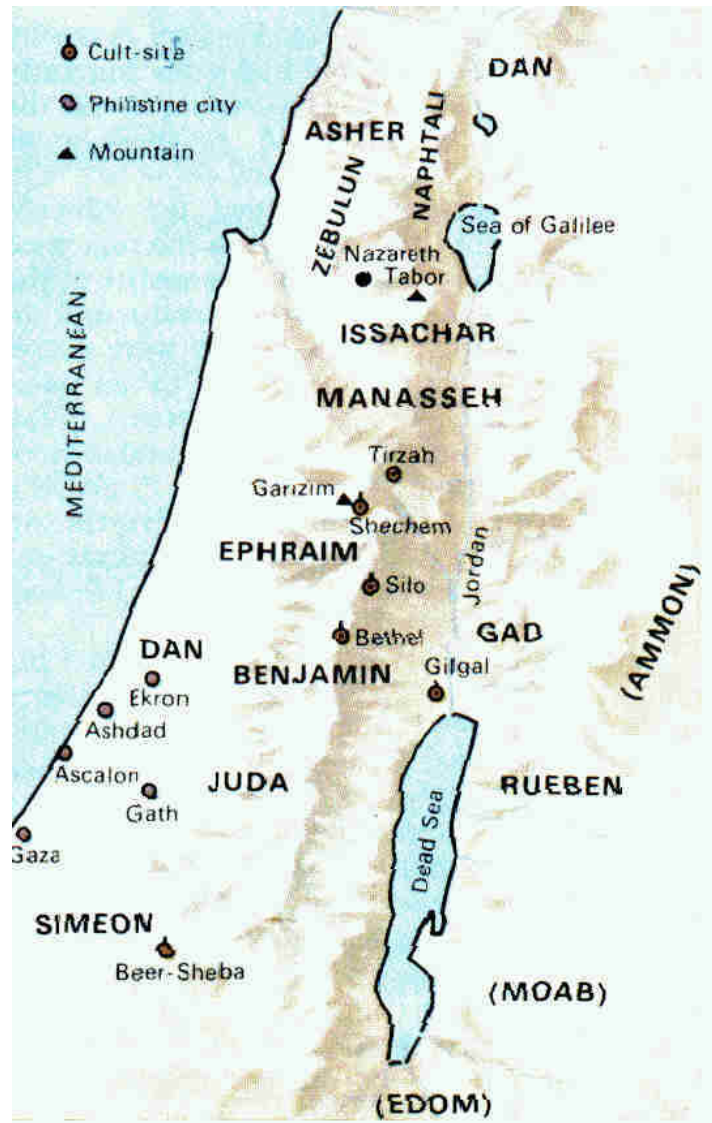 Cult-site
Philistine city
Mountain
DAN
ASHER
NAPHTALI
ZEBULUN
Sea of Galilee
Nazareth
Tabor
ISSACHAR
MEDITERRANEAN
MANASSEH
Tirzah
Garizim
Shechem
EPHRAIM
Jordan
Silo
GAD
(AMMON)
Bethel
DAN
BENJAMIN
Gilgal
Ekron
Ashdad
Ascalon
JUDA
RUEBEN
Gath
Dead Sea
Gaza
SIMEON
Beer-Sheba
(MOAB)
(EDOM)